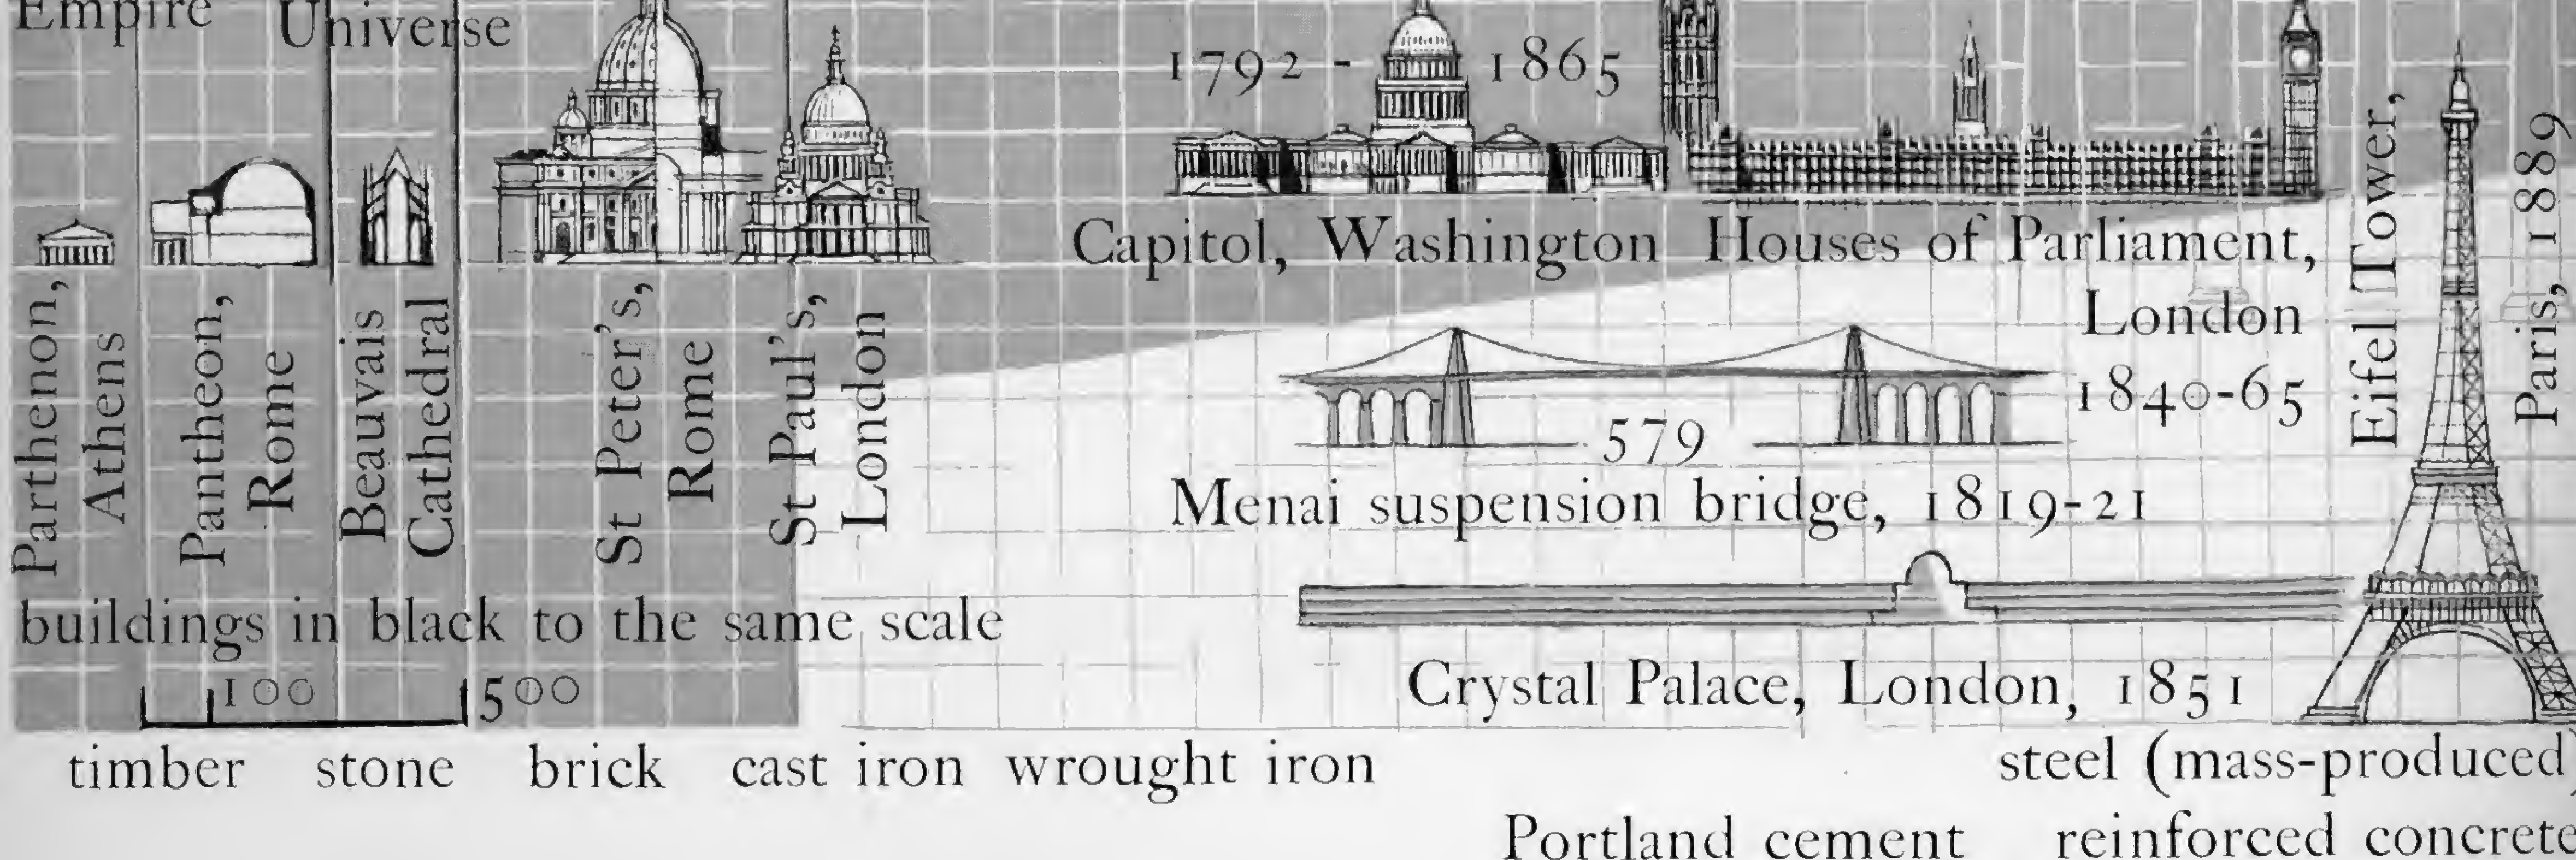 Empire
Universe
1792 - 1865
Parthenon,
Athens
Pantheon,
Rome
Beauvais
Cathedral
St Peter's,
Rome
St Paul's,
London
Capitol, Washington
Houses of Parliament,
London
1840-65
Eifel Tower,
Paris, 1889
579
Menai suspension bridge, 1819-21
Crystal Palace, London, 1851
buildings in black to the same scale
100
500
timber stone brick cast iron wrought iron
steel (mass-produced)
Portland cement reinforced concrete